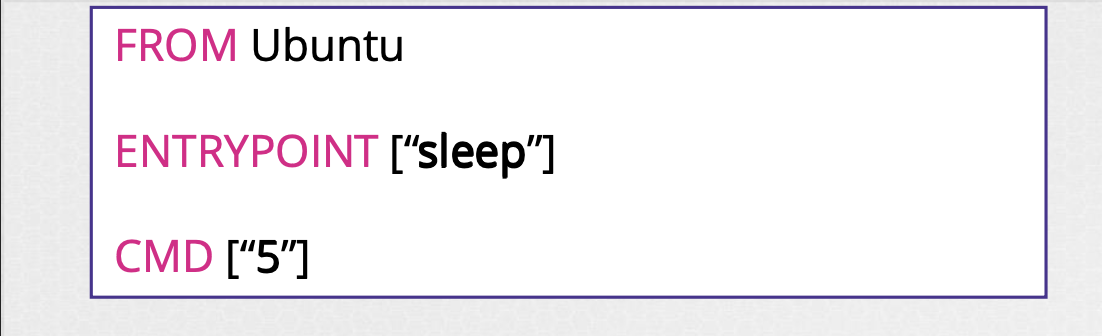 FROM Ubuntu
ENTRYPOINT [“sleep”]
CMD [“5”]